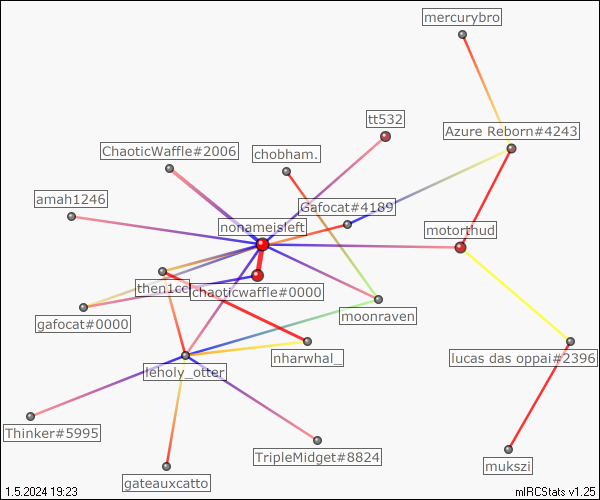 mercurybro
tt532
Azure Reborn#4243
ChaoticWaffle#2006
chobham.
amah1246
Gafocat#4189
nonameisleft
motorthud
then1ce
chaoticwaffle#0000
gafocat#0000
moonraven
nharwhal_
lucas das oppai#2396
leholy_otter
Thinker#5995
TripleMidget#8824
mukszi
gateauxcatto
1.5.2024 19:23
mIRCStats v1.25